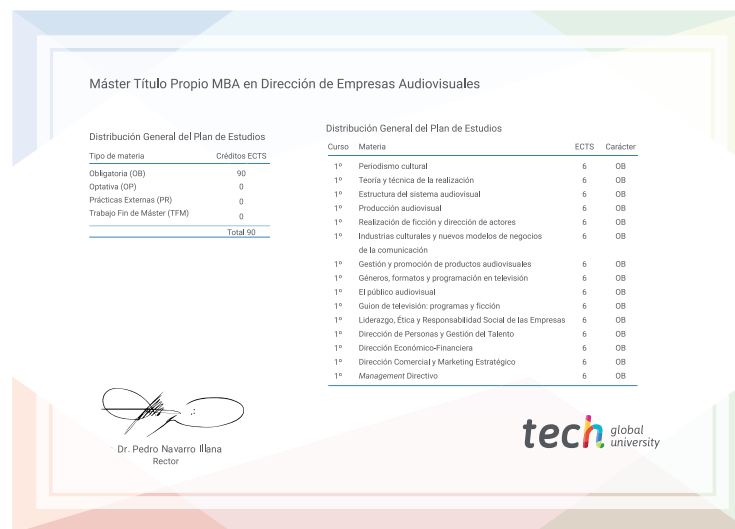 Máster Título Propio MBA en Dirección de Empresas Audiovisuales
Distribución General del Plan de Estudios
Tipo de materia Créditos ECTS
Obligatoria (OB) 90
Optativa (OP) 0
Prácticas Externas (PR) 0
Trabajo Fin de Máster (TFM) 0
Total 90
Distribución General del Plan de Estudios
Curso Materia ECTS Carácter
1º Periodismo cultural 6 OB
1º Teoría y técnica de la realización 6 OB
1º Estructura del sistema audiovisual 6 OB
1º Producción audiovisual 6 OB
1º Realización de ficción y dirección de actores 6 OB
1º Industrias culturales y nuevos modelos de negocios 6 OB
de la comunicación
1º Gestión y promoción de productos audiovisuales 6 OB
1º Géneros, formatos y programación en televisión 6 OB
1º El público audiovisual 6 OB
1º Guion de televisión: programas y ficción 6 OB
1º Liderazgo, Ética y Responsabilidad Social de las Empresas 6 OB
1º Dirección de Personas y Gestión del Talento 6 OB
1º Dirección Económico-Financiera 6 OB
1º Dirección Comercial y Marketing Estratégico 6 OB
1º Management Directivo 6 OB
Dr. Pedro Navarro Illana
Rector
tech global
university